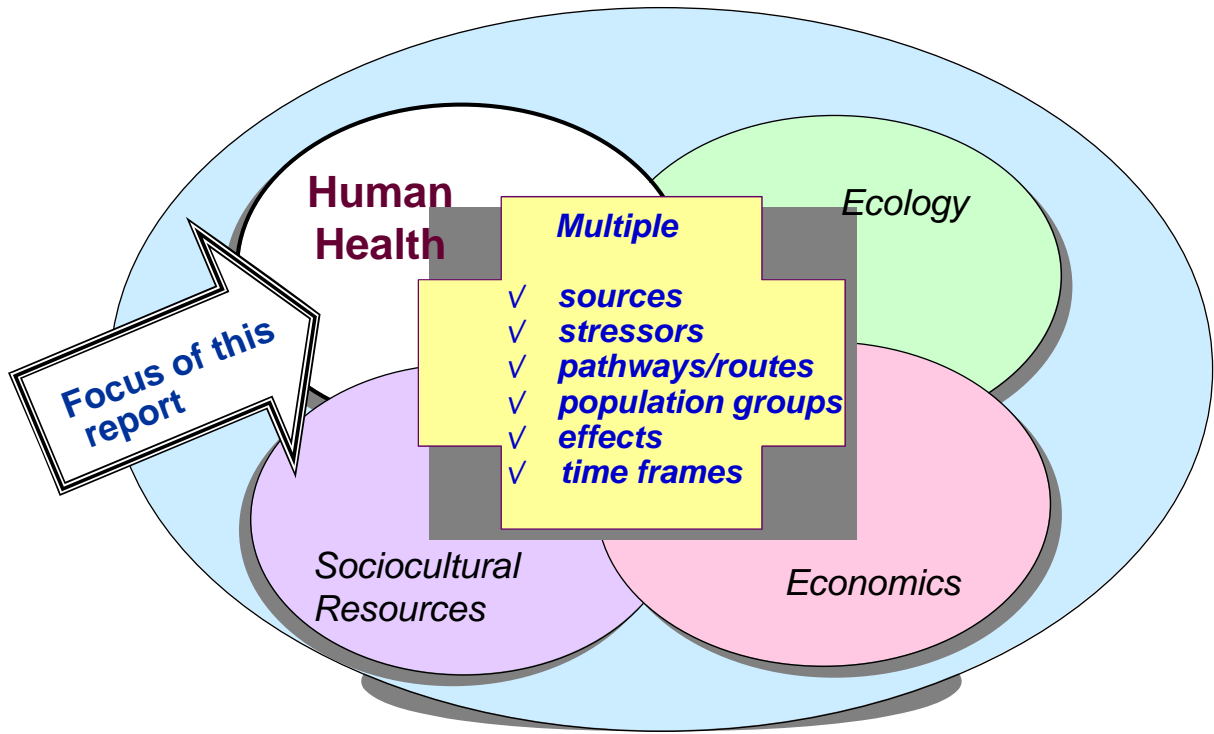 Human
Health
Ecology
Multiple
√ sources
√ stressors
√ pathways/routes
√ population groups
√ effects
√ time frames
Focus of this
report
Sociocultural
Resources
Economics